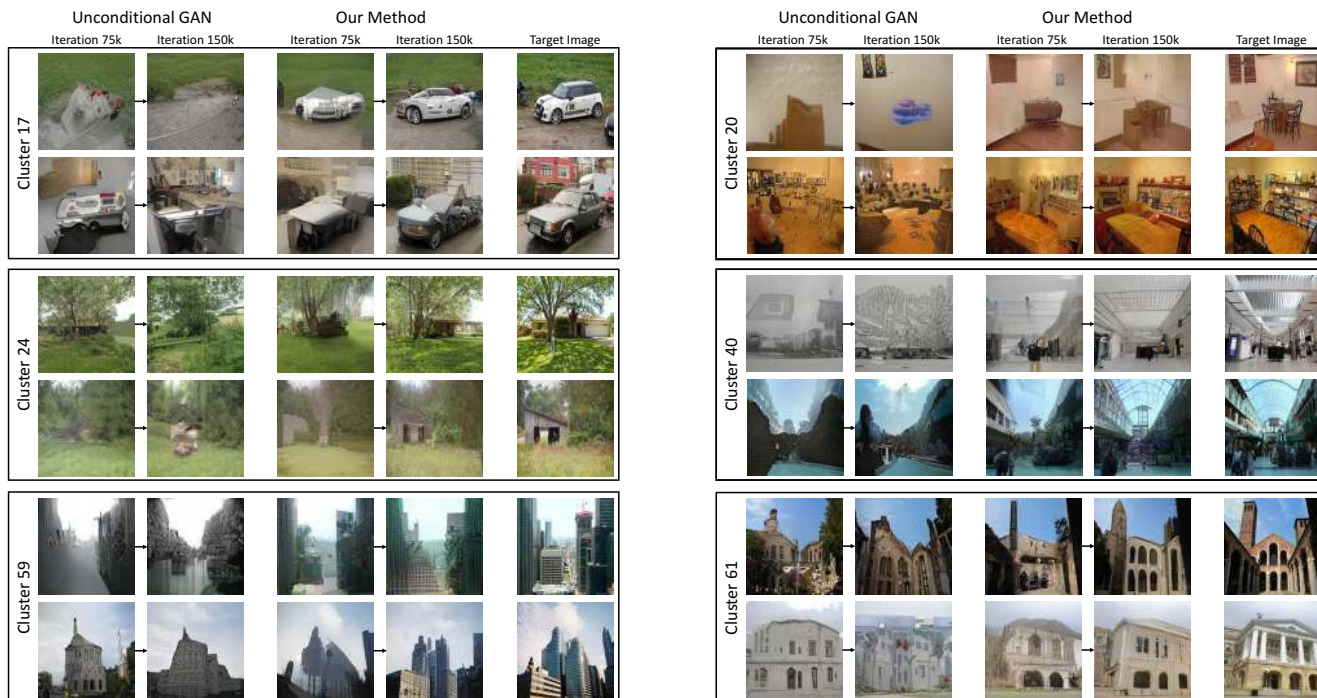 Unconditional GAN Our Method
Iteration 75k Iteration 150k Iteration 75k Iteration 150k Target Image
Cluster 17
Cluster 24
Cluster 59
Unconditional GAN Our Method
Iteration 75k Iteration 150k Iteration 75k Iteration 150k Target Image
Cluster 20
Cluster 40
Cluster 61